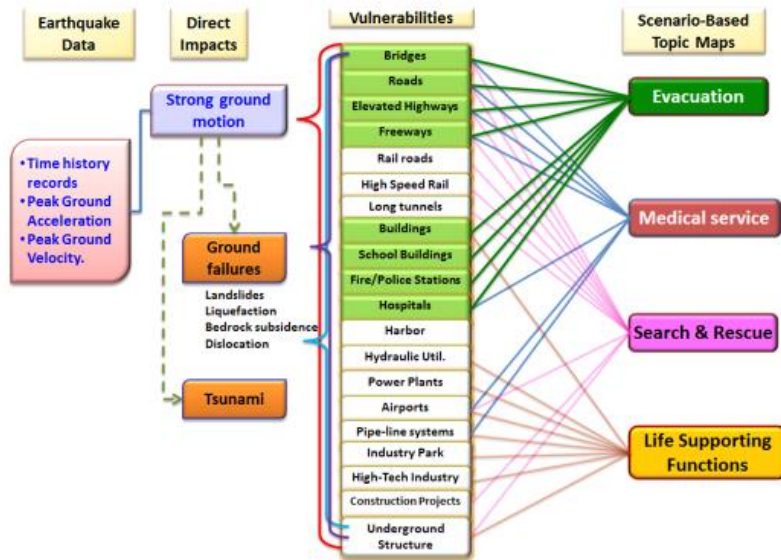 Earthquake
Data
Direct
Impacts
Vulnerabilities
Scenario-Based
Topic Maps
Strong ground
motion
• Time history
records
• Peak Ground
Acceleration
• Peak Ground
Velocity.
Ground
failures
Landslides
Liquefaction
Bedrock subsidence
Dislocation
Tsunami
Bridges
Roads
Elevated Highways
Freeways
Rail roads
High Speed Rail
Long tunnels
Buildings
School Buildings
Fire/Police Stations
Hospitals
Harbor
Hydraulic Util.
Power Plants
Airports
Pipe-line systems
Industry Park
High-Tech Industry
Construction Projects
Underground
Structure
Evacuation
Medical service
Search & Rescue
Life Supporting
Functions